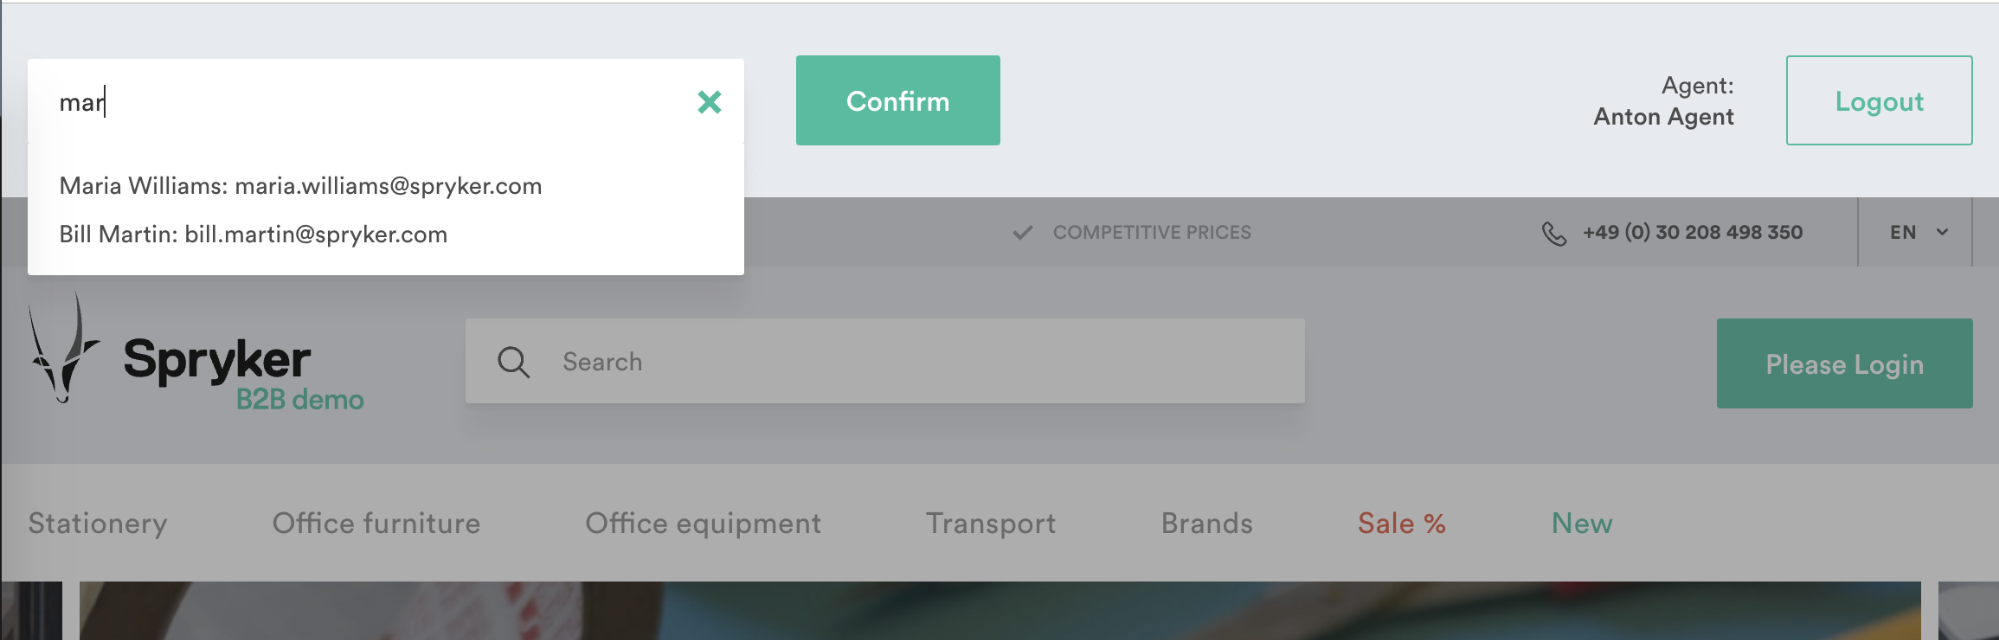 mar
Confirm
Agent:
Anton Agent
Logout
Maria Williams: maria.williams@spryker.com
Bill Martin: bill.martin@spryker.com
COMPETITIVE PRICES
+49 (0) 30 208 498 350
EN
Spryker
B2B demo
Search
Please Login
Stationery
Office furniture
Office equipment
Transport
Brands
Sale %
New